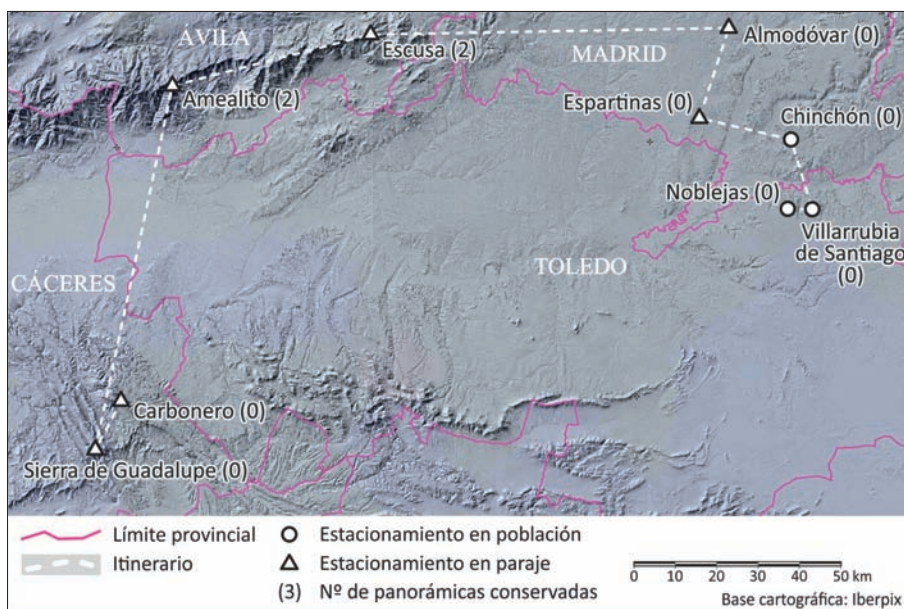 ÁVILA
Escusa (2)
MADRID
Almodóvar (0)
Amealito (2)
Espartinas (0)
Chinchón (0)
Noblejas (0)
Villarrubia
de Santiago
(0)
TOLEDO
CÁCERES
Carbonero (0)
Sierra de Guadalupe (0)
Límite provincial
Itinerario
Estacionamiento en población
Estacionamiento en paraje
(3) Nº de panorámicas conservadas
0 10 20 30 40 50 km
Base cartográfica: Iberpix